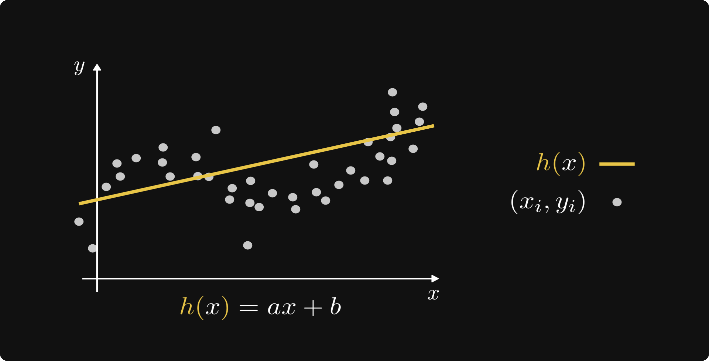 y
h(x)
(x_i, y_i)
x
h(x) = ax + b